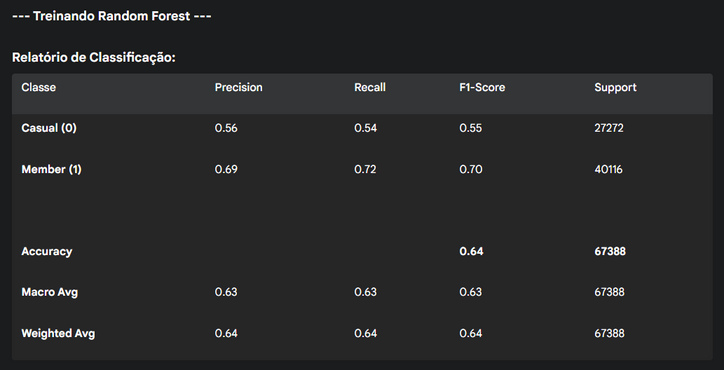 --- Treinando Random Forest ---
Relatório de Classificação:
Classe Precision Recall F1-Score Support
Casual (0) 0.56 0.54 0.55 27272
Member (1) 0.69 0.72 0.70 40116
Accuracy 0.64 67388
Macro Avg 0.63 0.63 0.63 67388
Weighted Avg 0.64 0.64 0.64 67388